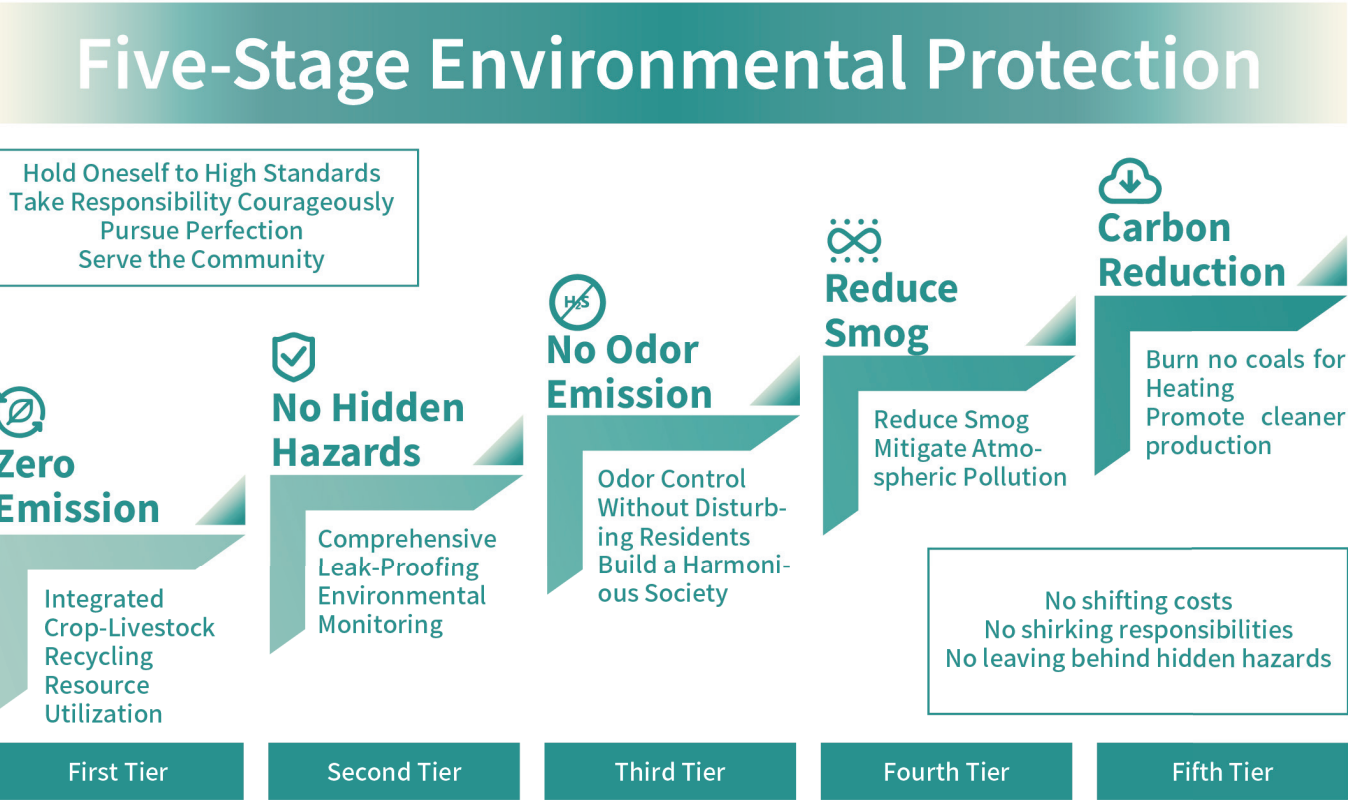 Five-Stage Environmental Protection
Hold Oneself to High Standards
Take Responsibility Courageously
Pursue Perfection
Serve the Community
Zero
Emission
Integrated
Crop-Livestock
Recycling
Resource
Utilization
First Tier
No Hidden
Hazards
Comprehensive
Leak-Proofing
Environmental
Monitoring
Second Tier
H₂S
No Odor
Emission
Odor Control
Without Disturb-
ing Residents
Build a Harmoni-
ous Society
Third Tier
Reduce
Smog
Reduce Smog
Mitigate Atmo-
spheric Pollution
Fourth Tier
Carbon
Reduction
Burn no coals for
Heating
Promote cleaner
production
Fifth Tier
No shifting costs
No shirking responsibilities
No leaving behind hidden hazards